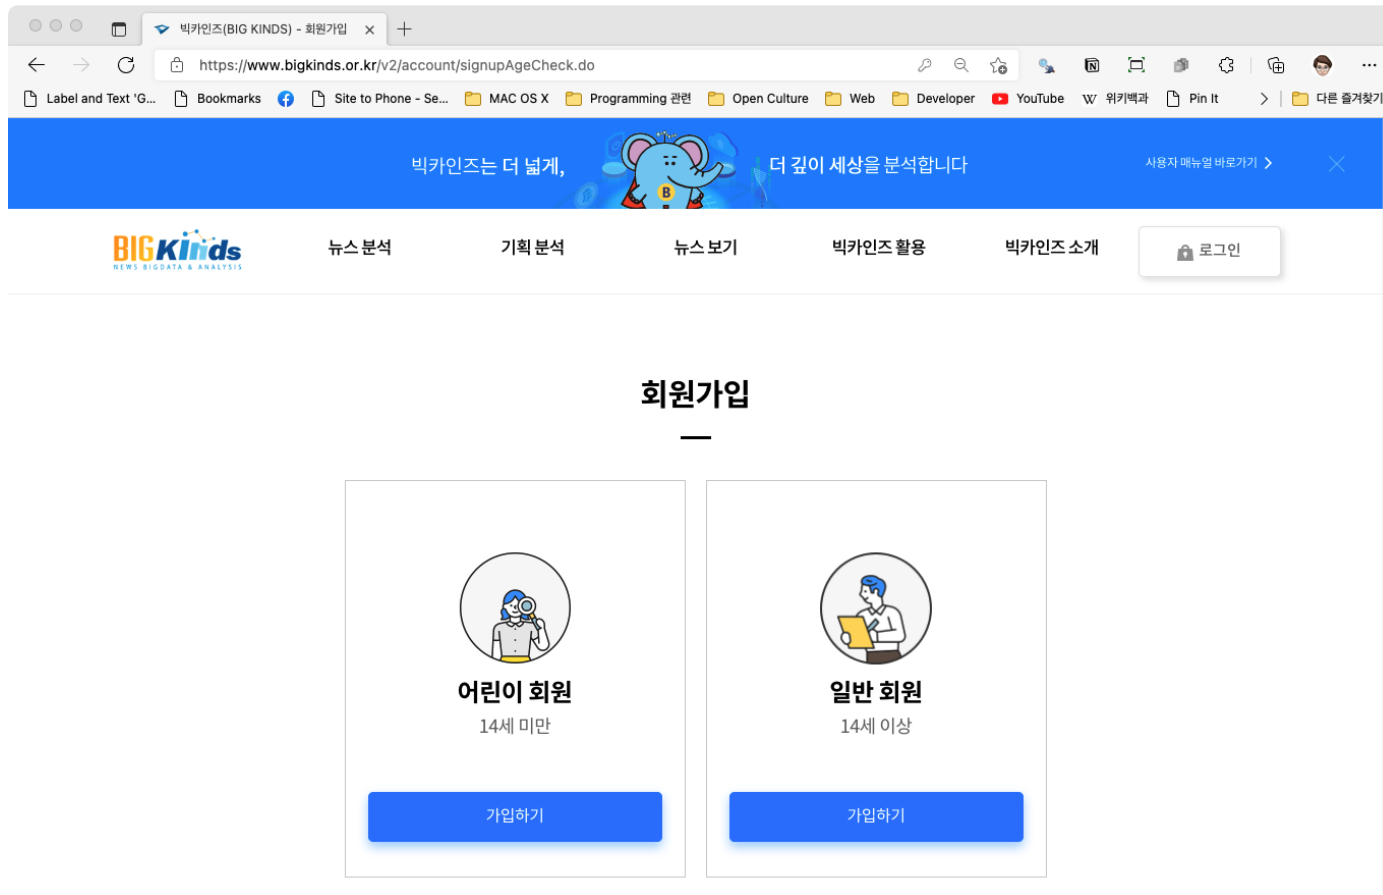 빅카인즈(BIG KINDS) - 회원가입
https://www.bigkinds.or.kr/v2/account/signupAgeCheck.do
Label and Text 'G... Bookmarks Site to Phone - Se... MAC OS X Programming 관련 Open Culture Web Developer YouTube W 위키백과 Pin It 다른 즐겨찾기
빅카인즈는 더 넓게, B 더 깊이 세상을 분석합니다 사용자 매뉴얼 바로가기
BIGKinds
NEWS BIGDATA & ANALYSIS
뉴스 분석 기획 분석 뉴스 보기 빅카인즈 활용 빅카인즈 소개 로그인
회원가입
어린이 회원
14세 미만
가입하기
일반 회원
14세 이상
가입하기